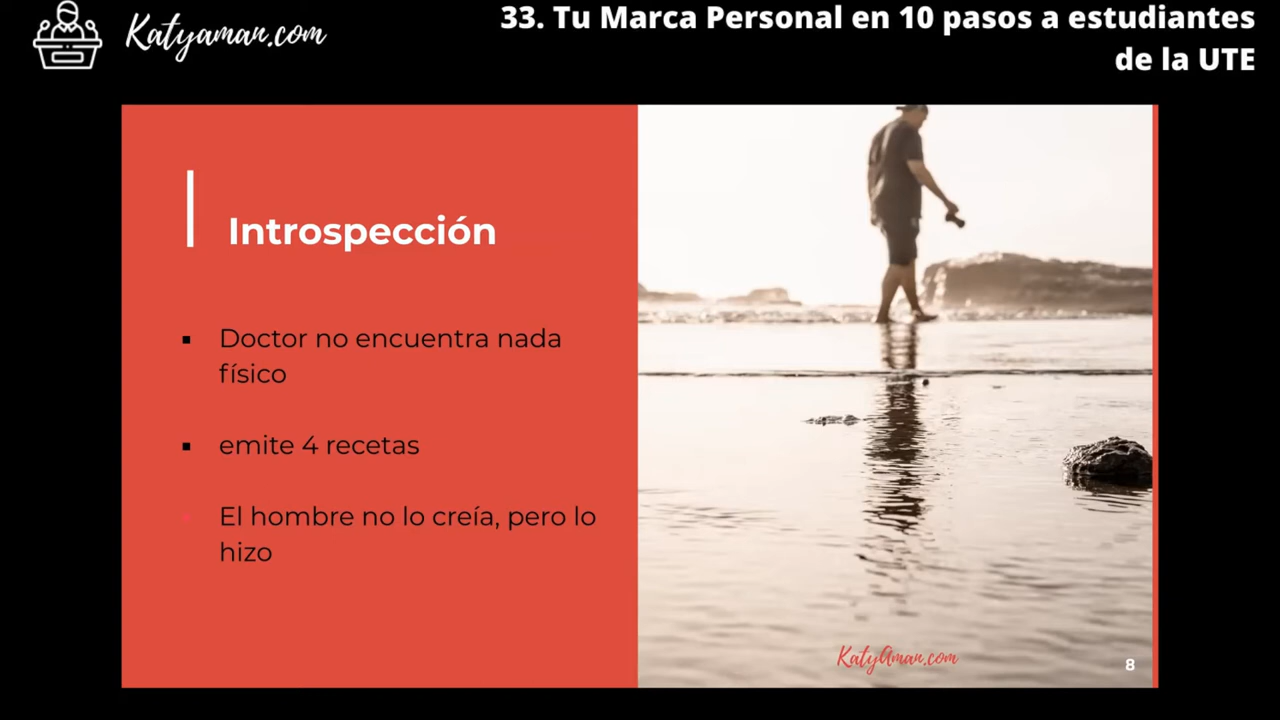 Katyaman.com
33. Tu Marca Personal en 10 pasos a estudiantes
de la UTE
Introspección
Doctor no encuentra nada
físico
emite 4 recetas
El hombre no lo creía, pero lo
hizo
KatyAman.com
8